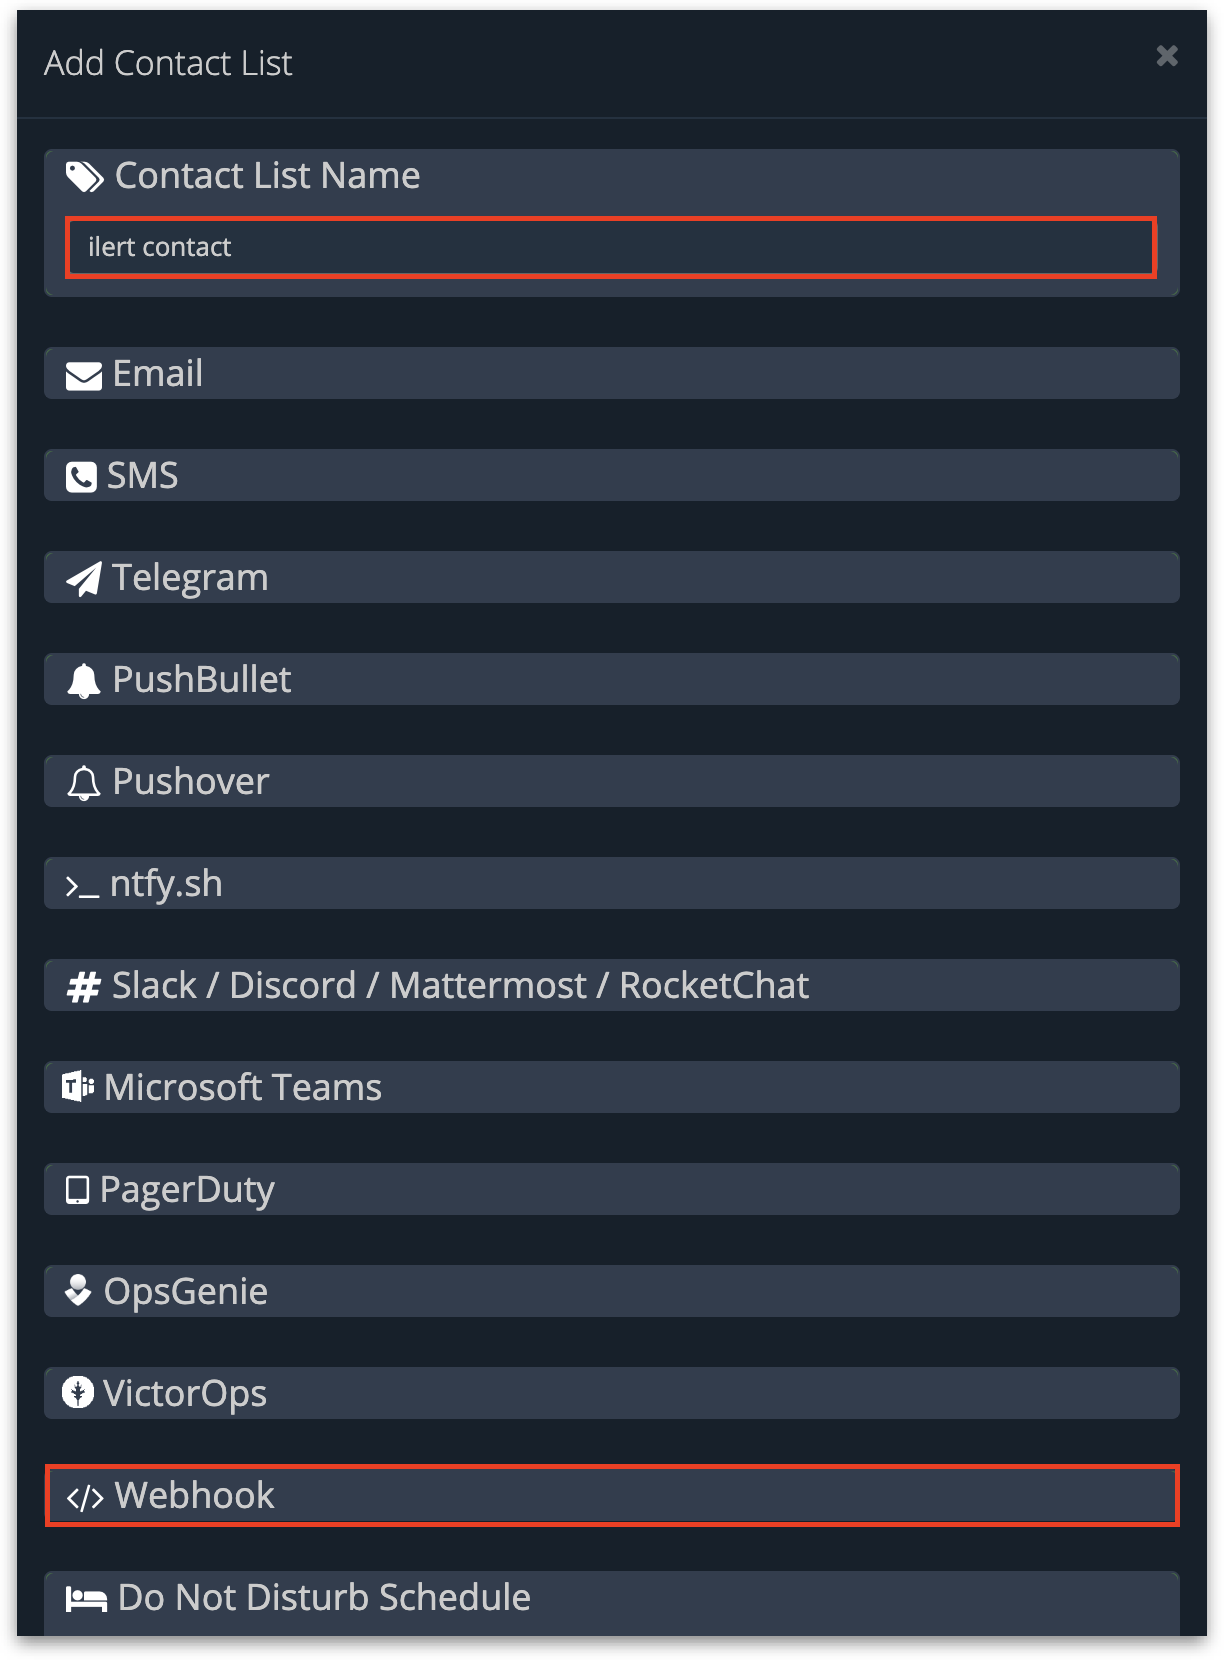 Add Contact List
Contact List Name
ilert contact
Email
SMS
Telegram
PushBullet
Pushover
ntfy.sh
Slack / Discord / Mattermost / RocketChat
Microsoft Teams
PagerDuty
OpsGenie
VictorOps
Webhook
Do Not Disturb Schedule